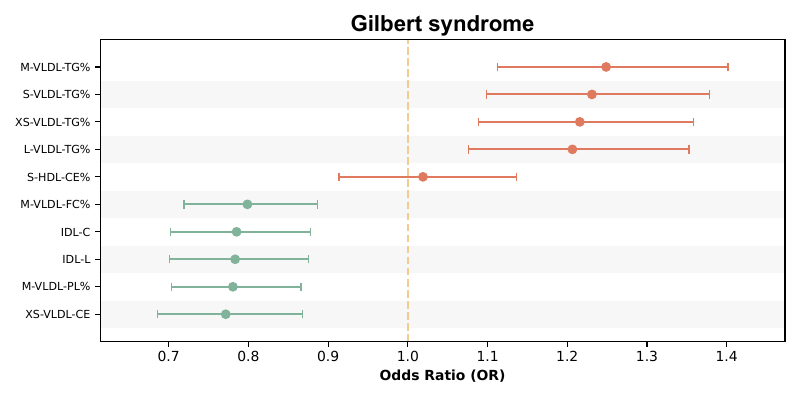 Gilbert syndrome
M-VLDL-TG%
S-VLDL-TG%
XS-VLDL-TG%
L-VLDL-TG%
S-HDL-CE%
M-VLDL-FC%
IDL-C
IDL-L
M-VLDL-PL%
XS-VLDL-CE
0.7 0.8 0.9 1.0 1.1 1.2 1.3 1.4
Odds Ratio (OR)